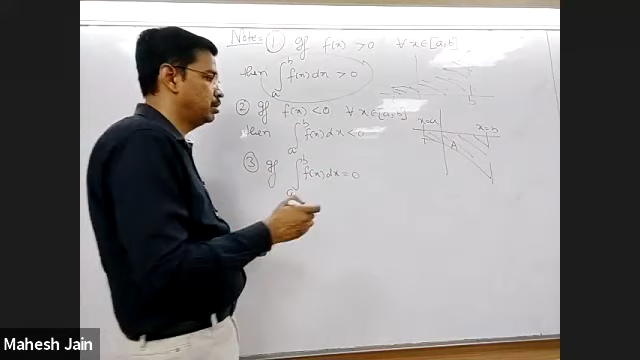 Note: ① If f(x) > 0 ∀ x∈[a,b]
then ∫ₐᵇ f(x) dx > 0
② If f(x) < 0 ∀ x∈[a,b]
then ∫ₐᵇ f(x) dx < 0
③ If ∫ₐᵇ f(x) dx = 0
b
x=a
x=b
A
Mahesh Jain